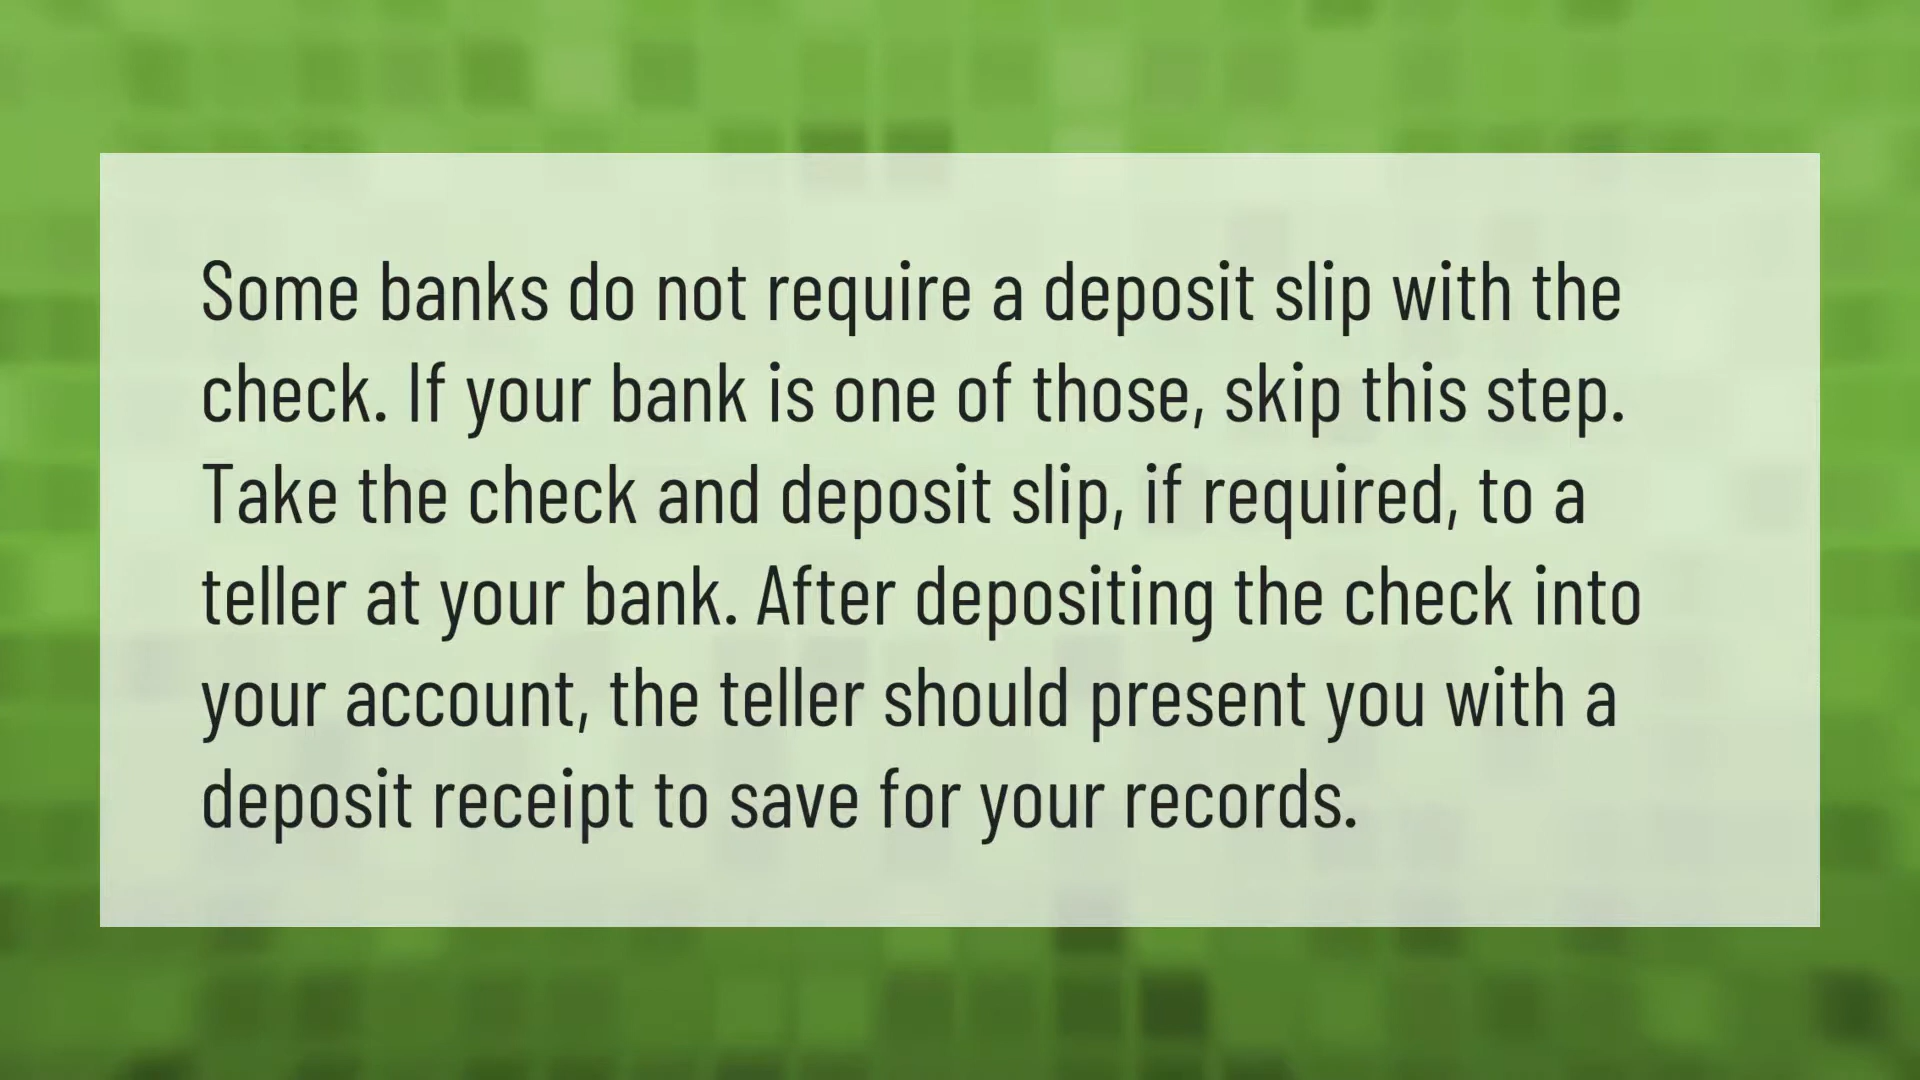 Some banks do not require a deposit slip with the
check. If your bank is one of those, skip this step.
Take the check and deposit slip, if required, to a
teller at your bank. After depositing the check into
your account, the teller should present you with a
deposit receipt to save for your records.